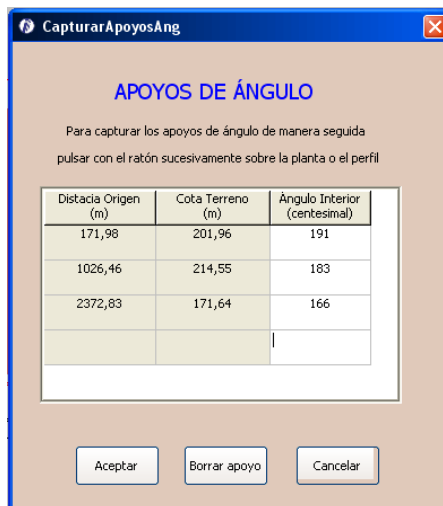 CapturarApoyosAng
APOYOS DE ÁNGULO
Para capturar los apoyos de ángulo de manera seguida
pulsar con el ratón sucesivamente sobre la planta o el perfil
Distacia Origen (m) Cota Terreno (m) Ángulo Interior (centesimal)
171,98 201,96 191
1026,46 214,55 183
2372,83 171,64 166
Aceptar Borrar apoyo Cancelar